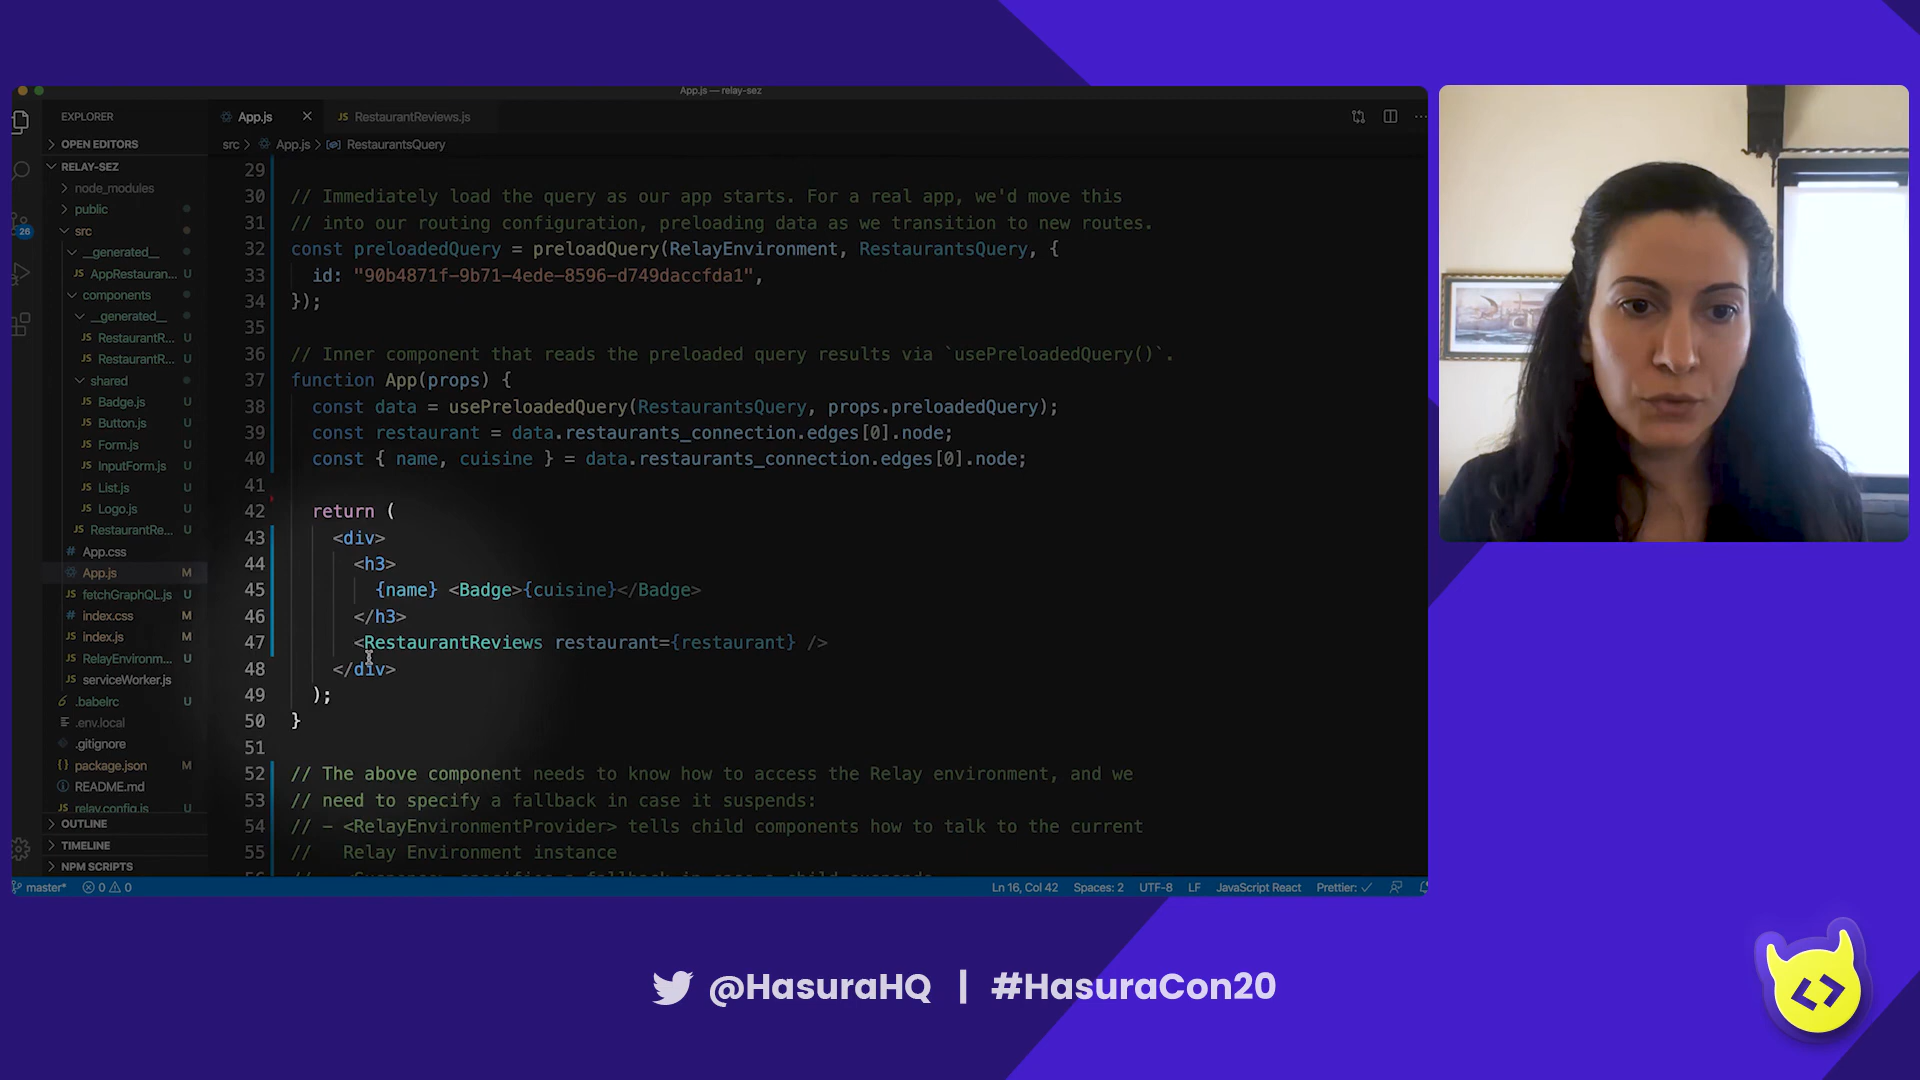 App.js — relay-sez
EXPLORER
OPEN EDITORS
RELAY-SEZ
node_modules
public
src
__generated__
AppRestauran... U
components
__generated__
RestaurantR... U
RestaurantR... U
shared
Badge.js U
Button.js U
Form.js U
InputForm.js U
List.js U
Logo.js U
RestaurantRe... U
App.css
App.js M
fetchGraphQL.js U
index.css M
index.js M
RelayEnvironm... U
serviceWorker.js
.babelrc U
.env.local
.gitignore
package.json M
README.md
relay.config.js U
OUTLINE
TIMELINE
NPM SCRIPTS
26
App.js
JS RestaurantReviews.js
src > App.js > RestaurantsQuery
29
30 // Immediately load the query as our app starts. For a real app, we'd move this
31 // into our routing configuration, preloading data as we transition to new routes.
32 const preloadedQuery = preloadQuery(RelayEnvironment, RestaurantsQuery, {
33 id: "90b4871f-9b71-4ede-8596-d749daccfda1",
34 });
35
36 // Inner component that reads the preloaded query results via `usePreloadedQuery()`.
37 function App(props) {
38 const data = usePreloadedQuery(RestaurantsQuery, props.preloadedQuery);
39 const restaurant = data.restaurants_connection.edges[0].node;
40 const { name, cuisine } = data.restaurants_connection.edges[0].node;
41
42 return (
43 <div>
44 <h3>
45 {name} <Badge>{cuisine}</Badge>
46 </h3>
47 <RestaurantReviews restaurant={restaurant} />
48 </div>
49 );
50 }
51
52 // The above component needs to know how to access the Relay environment, and we
53 // need to specify a fallback in case it suspends:
54 // - <RelayEnvironmentProvider> tells child components how to talk to the current
55 // Relay Environment instance
master* 0 0
Ln 16, Col 42 Spaces: 2 UTF-8 LF JavaScript React Prettier: ✓
@HasuraHQ | #HasuraCon20